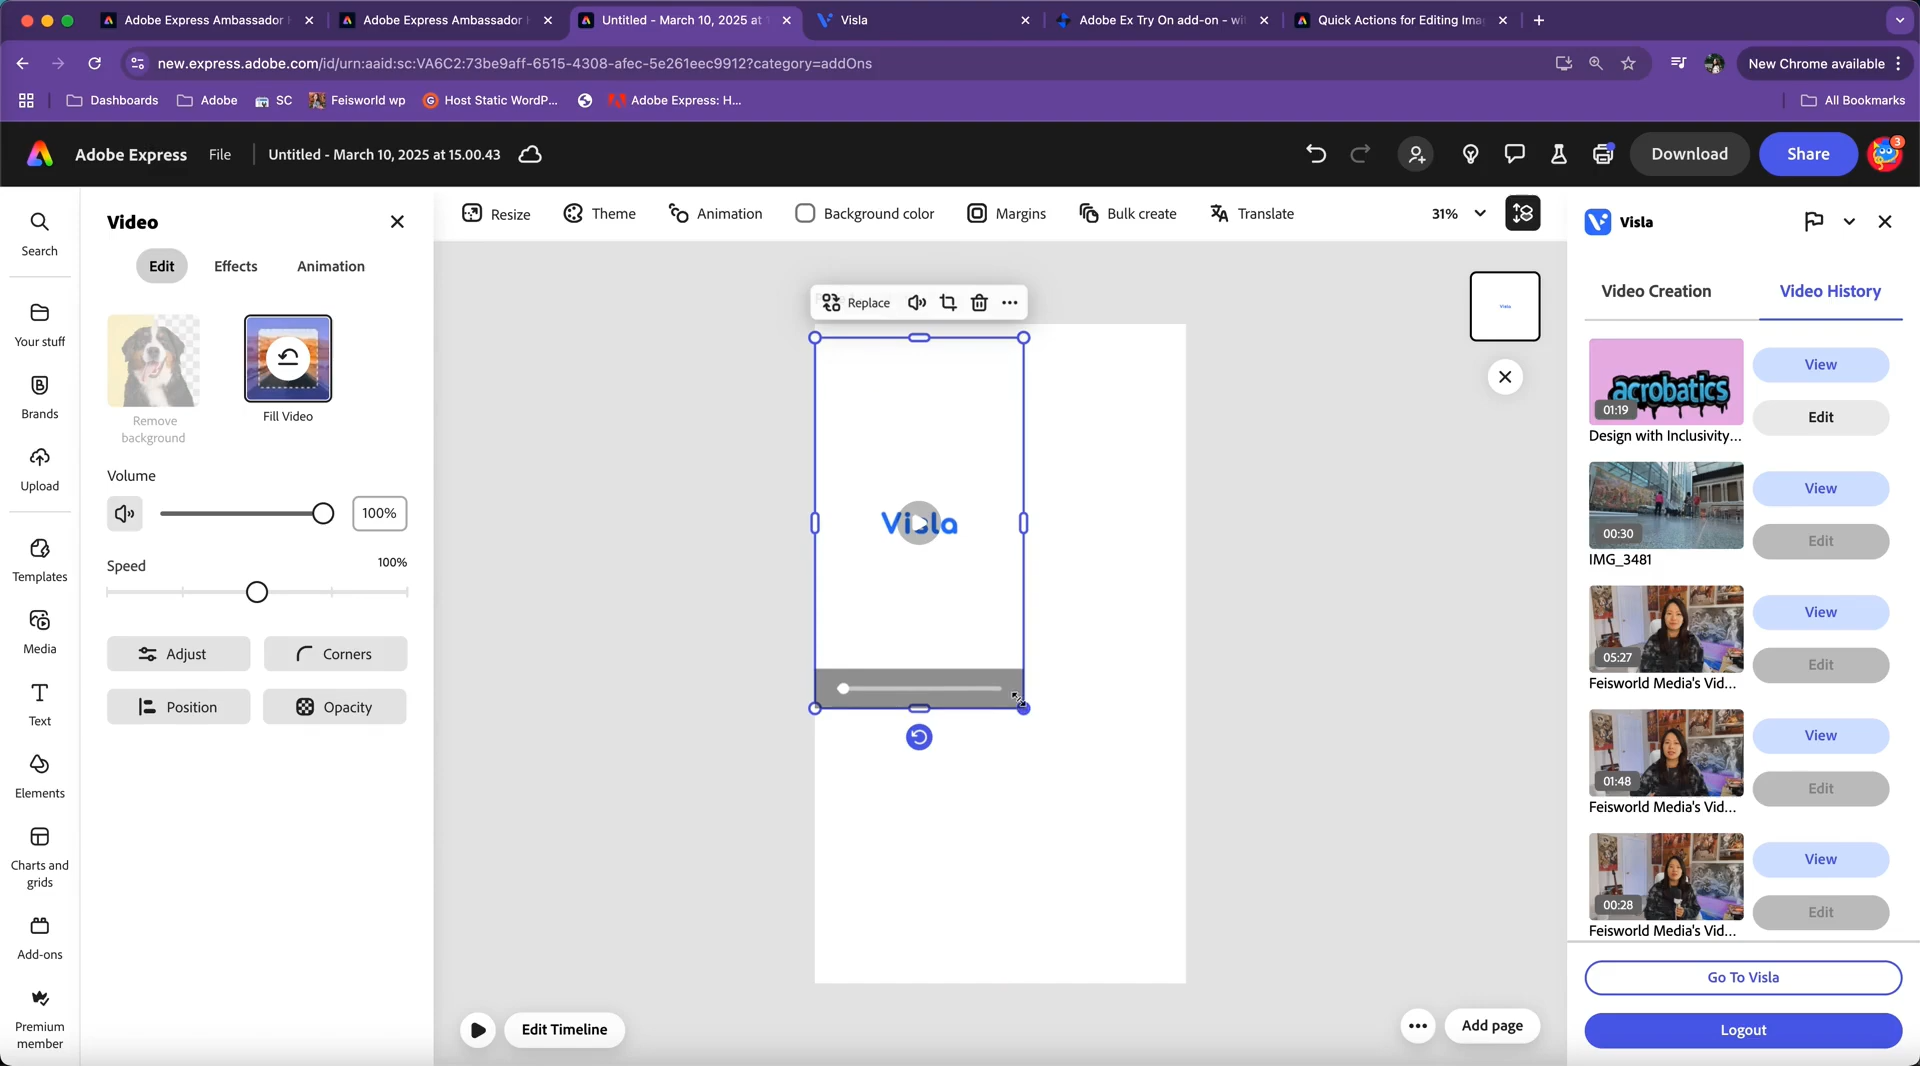 Adobe Express Ambassador
Adobe Express Ambassador
Untitled - March 10, 2025 at
Visla
Adobe Ex Try On add-on - wi
Quick Actions for Editing Ima
new.express.adobe.com/id/urn:aaid:sc:VA6C2:73be9aff-6515-4308-afec-5e261eec9912?category=addOns
New Chrome available
Dashboards
Adobe
SC
Feisworld wp
Host Static WordP...
Adobe Express: H...
All Bookmarks
Adobe Express
File
Untitled - March 10, 2025 at 15.00.43
Download
Share
3
Search
Your stuff
Brands
Upload
Templates
Media
Text
Elements
Charts and
grids
Add-ons
Premium
member
Video
Edit
Effects
Animation
Remove
background
Fill Video
Volume
100%
Speed
100%
Adjust
Corners
Position
Opacity
Resize
Theme
Animation
Background color
Margins
Bulk create
Translate
31%
Replace
Visla
Visla
Edit Timeline
Add page
Visla
Video Creation
Video History
acrobatics
01:19
Design with Inclusivity...
View
Edit
00:30
IMG_3481
View
Edit
05:27
Feisworld Media's Vid...
View
Edit
01:48
Feisworld Media's Vid...
View
Edit
00:28
Feisworld Media's Vid...
View
Edit
Go To Visla
Logout